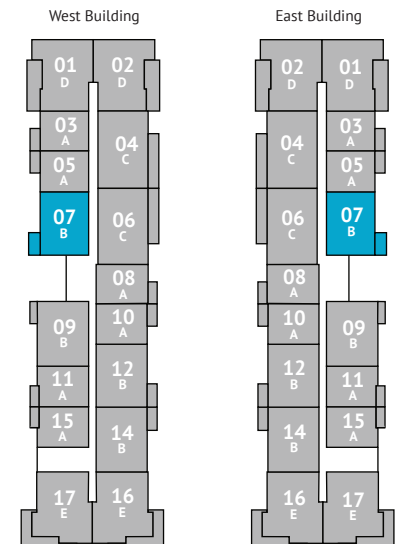 West Building
East Building
01
D
02
D
03
A
04
C
05
A
07
B
06
C
08
A
09
B
10
A
11
A
12
B
15
A
14
B
17
E
16
E
02
D
01
D
04
C
03
A
05
A
06
C
07
B
08
A
10
A
09
B
12
B
11
A
14
B
15
A
16
E
17
E